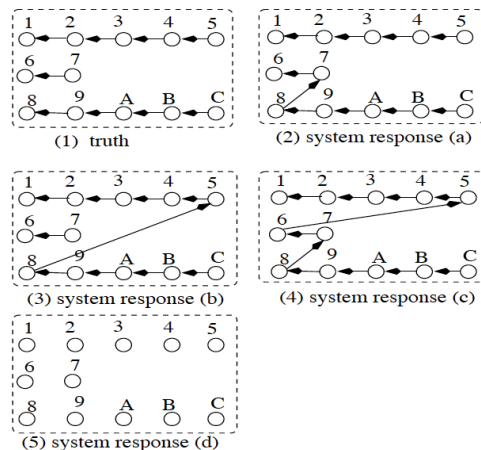 1 2 3 4 5
6 7
8 9 A B C
(1) truth
1 2 3 4 5
6 7
8 9 A B C
(2) system response (a)
1 2 3 4 5
6 7
8 9 A B C
(3) system response (b)
1 2 3 4 5
6 7
8 9 A B C
(4) system response (c)
1 2 3 4 5
6 7
8 9 A B C
(5) system response (d)